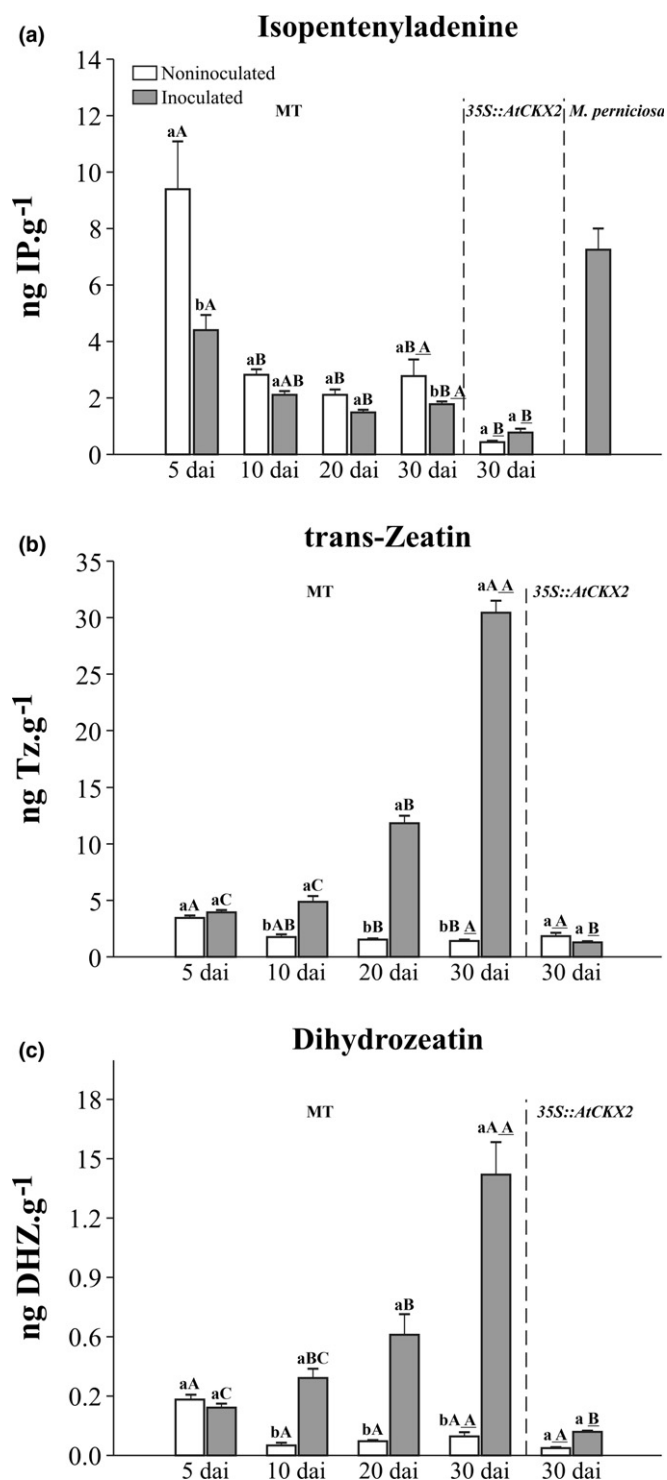 (a)
Isopentenyladenine
Noninoculated
Inoculated
MT
35S::AtCKX2
M. perniciosa
ng IP.g-1
14
12
10
8
6
4
2
0
aA
bA
aB
aAB
aB
aB
aB A
bB A
a B
a B
5 dai
10 dai
20 dai
30 dai
30 dai
(b)
trans-Zeatin
MT
35S::AtCKX2
ng Tz.g-1
35
30
25
15
10
5
0
aA
aC
bAB
aC
bB
aB
bB A
aA A
a A
a B
5 dai
10 dai
20 dai
30 dai
30 dai
(c)
Dihydrozeatin
MT
35S::AtCKX2
ng DHZ.g-1
18
15
1.2
0.9
0.6
0.2
0.0
aA
aC
bA
aBC
bA
aB
bA A
aA A
a A
a B
5 dai
10 dai
20 dai
30 dai
30 dai